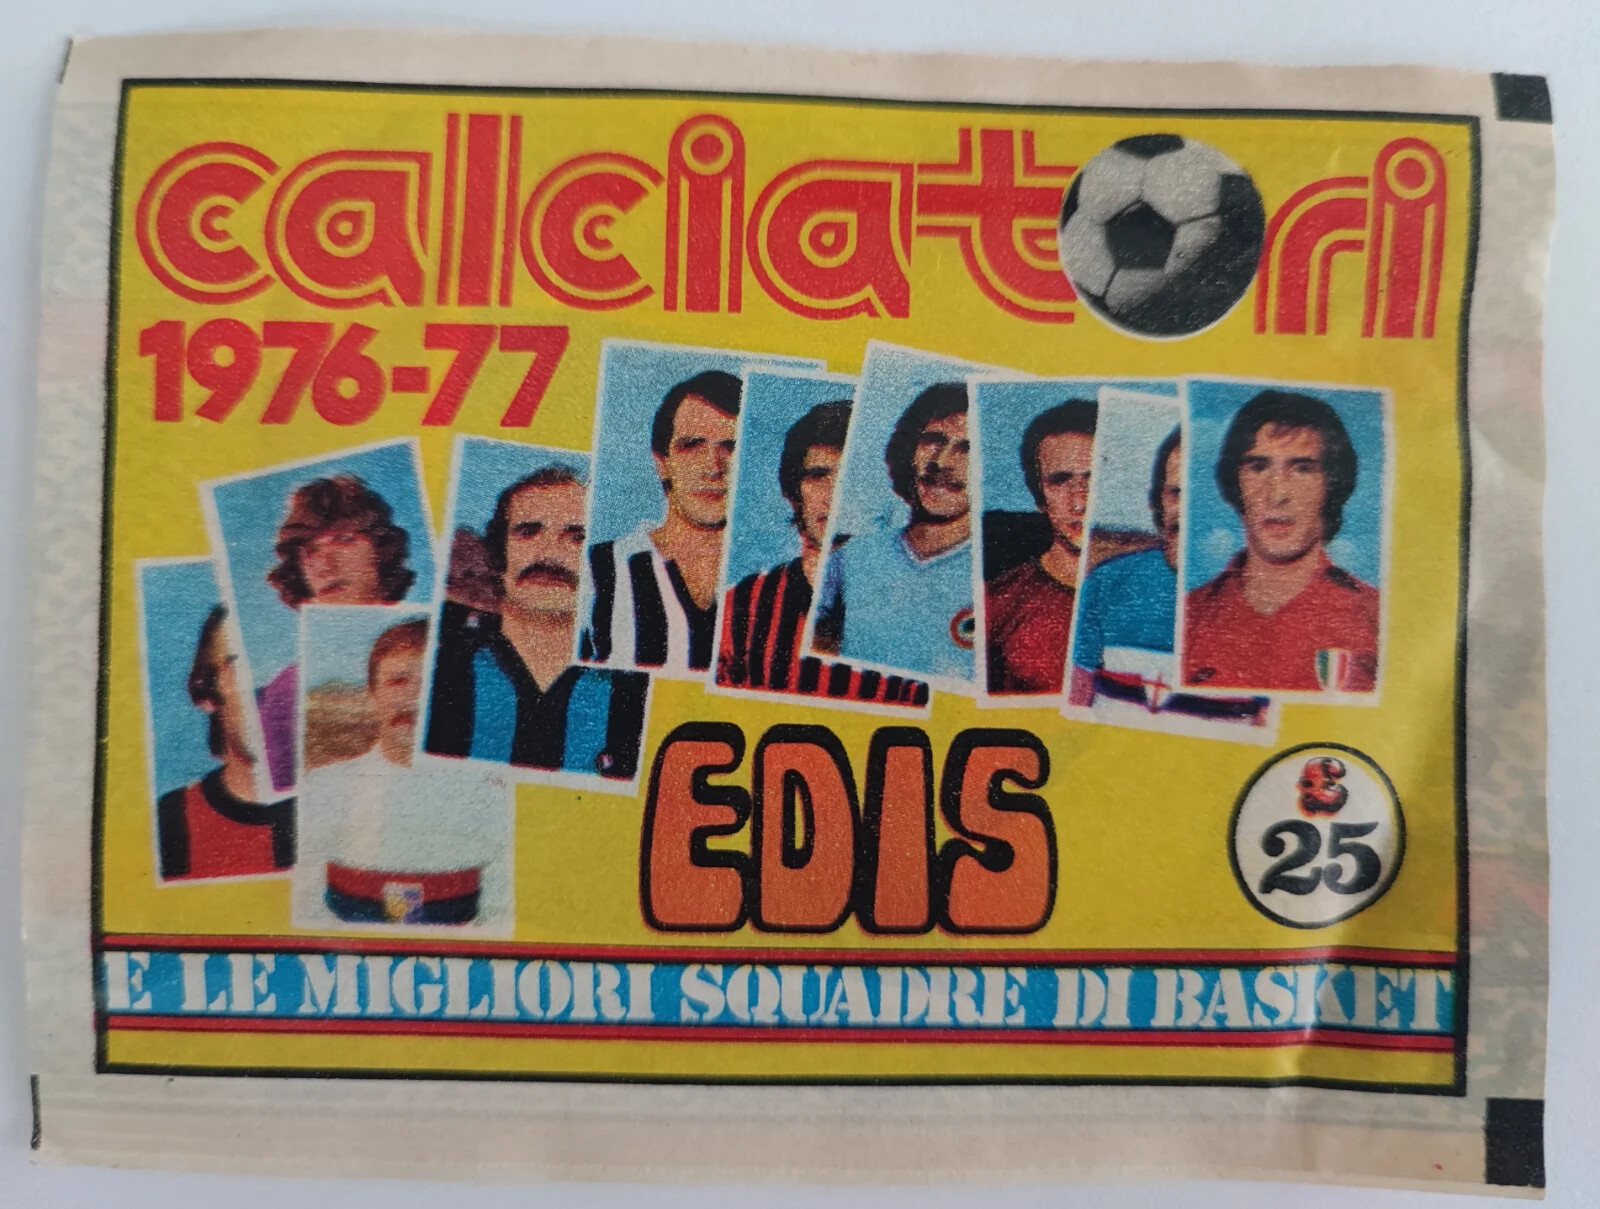 calciatori
1976-77
EDIS
£
25
E LE MIGLIORI SQUADRE DI BASKET